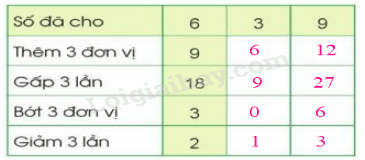 Số đã cho 6 3 9
Thêm 3 đơn vị 9 6 12
Gấp 3 lần 18 9 27
Bớt 3 đơn vị 3 0 6
Giảm 3 lần 2 1 3
Loigiaihay.com